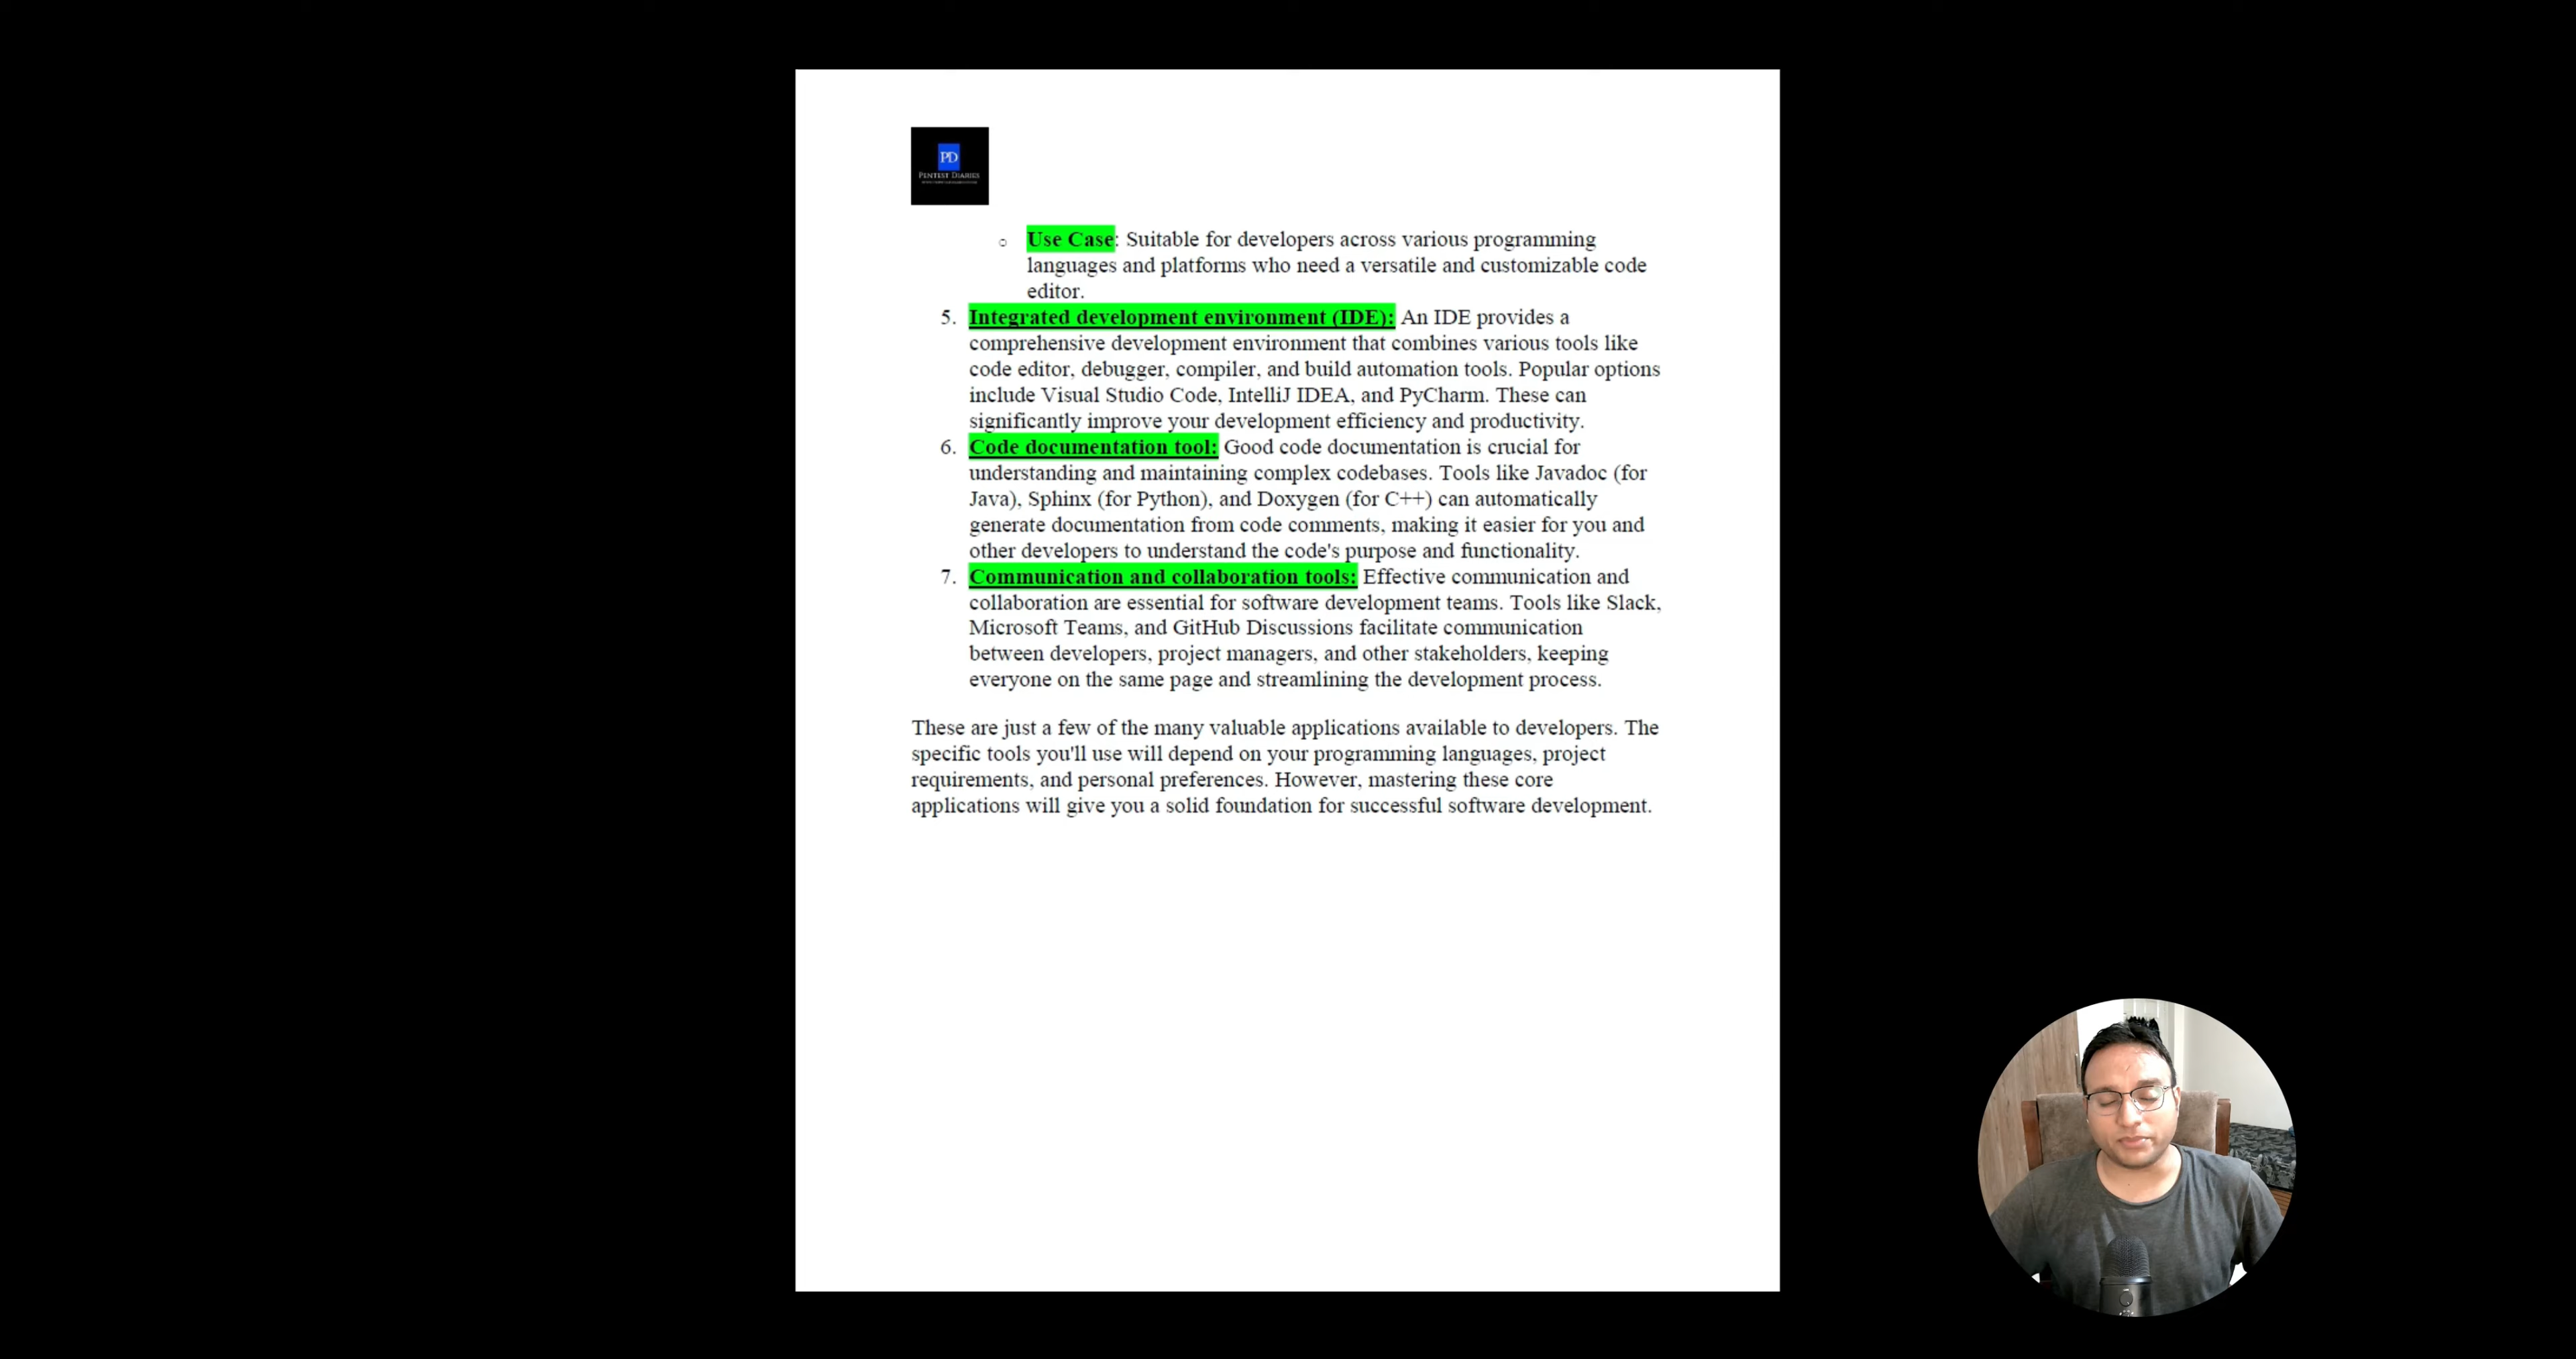 PD
PENTEST DIARIES
Use Case: Suitable for developers across various programming
languages and platforms who need a versatile and customizable code
editor.
5. Integrated development environment (IDE): An IDE provides a
comprehensive development environment that combines various tools like
code editor, debugger, compiler, and build automation tools. Popular options
include Visual Studio Code, IntelliJ IDEA, and PyCharm. These can
significantly improve your development efficiency and productivity.
6. Code documentation tool: Good code documentation is crucial for
understanding and maintaining complex codebases. Tools like Javadoc (for
Java), Sphinx (for Python), and Doxygen (for C++) can automatically
generate documentation from code comments, making it easier for you and
other developers to understand the code's purpose and functionality.
7. Communication and collaboration tools: Effective communication and
collaboration are essential for software development teams. Tools like Slack,
Microsoft Teams, and GitHub Discussions facilitate communication
between developers, project managers, and other stakeholders, keeping
everyone on the same page and streamlining the development process.
These are just a few of the many valuable applications available to developers. The
specific tools you'll use will depend on your programming languages, project
requirements, and personal preferences. However, mastering these core
applications will give you a solid foundation for successful software development.